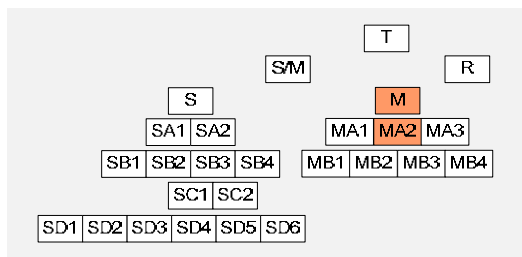 T
S/M R
S M
SA1 SA2 MA1 MA2 MA3
SB1 SB2 SB3 SB4 MB1 MB2 MB3 MB4
SC1 SC2
SD1 SD2 SD3 SD4 SD5 SD6